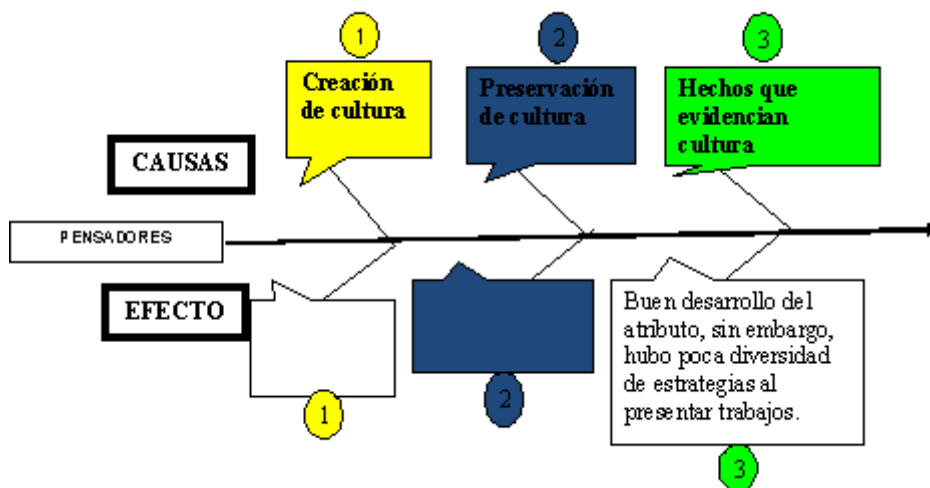 1
2
3
Creación
de cultura
Preservación
de cultura
Hechos que
evidencian
cultura
CAUSAS
PENSADORES
EFECTO
Buen desarrollo del
atributo, sin embargo,
hubo poca diversidad
de estrategias al
presentar trabajos.
1
2
3